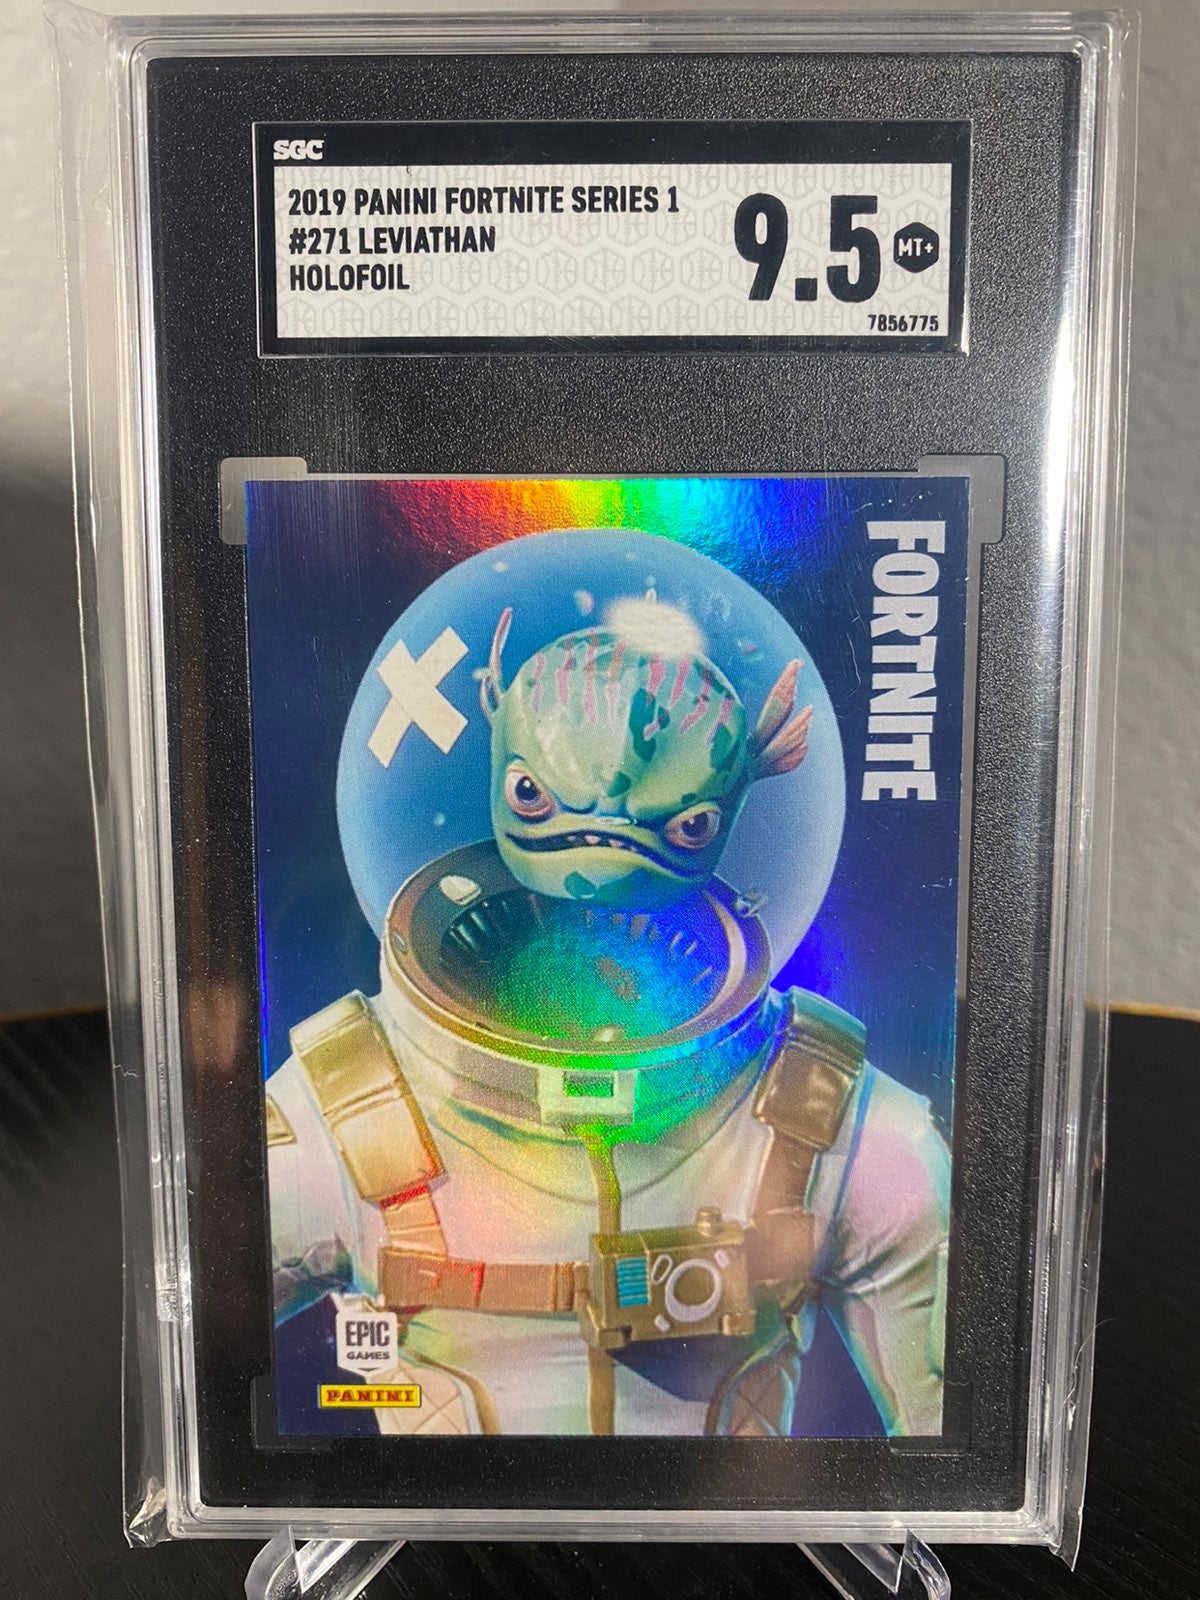 SGC
2019 PANINI FORTNITE SERIES 1
#271 LEVIATHAN
HOLOFOIL
9.5
MT+
7856775
FORTNITE
EPIC
GAMES
PANINI